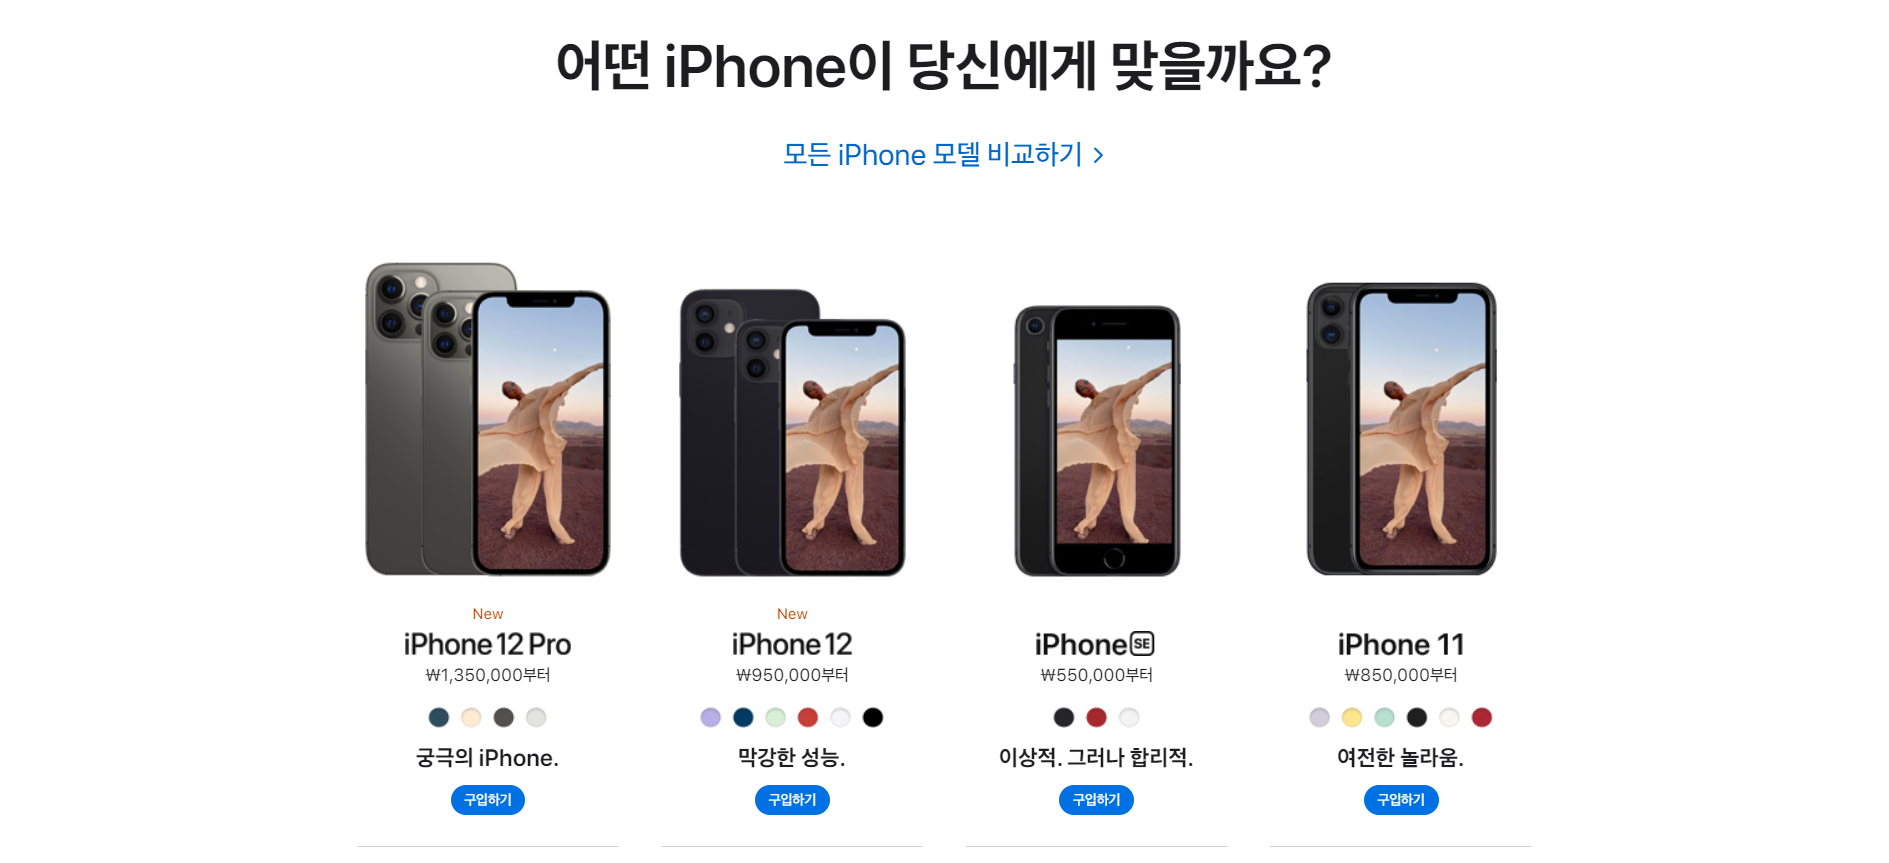 어떤 iPhone이 당신에게 맞을까요?
모든 iPhone 모델 비교하기 >
New
iPhone 12 Pro
₩1,350,000부터
궁극의 iPhone.
구입하기
New
iPhone 12
₩950,000부터
막강한 성능.
구입하기
iPhone SE
₩550,000부터
이상적. 그러나 합리적.
구입하기
iPhone 11
₩850,000부터
여전한 놀라움.
구입하기